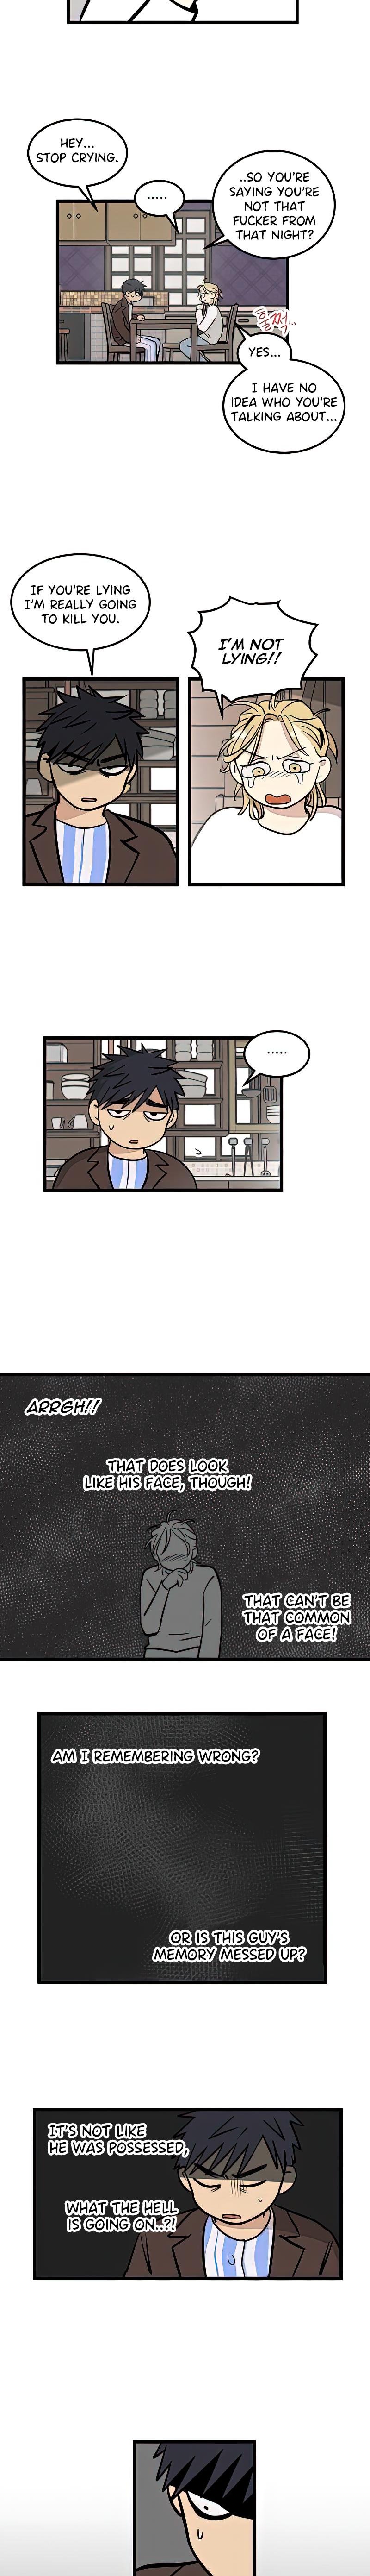 HEY...
STOP CRYING.
.....
..SO YOU'RE
SAYING YOU'RE
NOT THAT
FUCKER FROM
THAT NIGHT?
훌쩍...
YES...
I HAVE NO
IDEA WHO YOU'RE
TALKING ABOUT...
IF YOU'RE LYING
I'M REALLY GOING
TO KILL YOU.
I'M NOT
LYING!!
.....
ARRGH!!
THAT DOES LOOK
LIKE HIS FACE, THOUGH!
THAT CAN'T BE
THAT COMMON
OF A FACE!
AM I REMEMBERING WRONG?
OR IS THIS GUY'S
MEMORY MESSED UP?
IT'S NOT LIKE
HE WAS POSSESSED,
WHAT THE HELL
IS GOING ON..?!